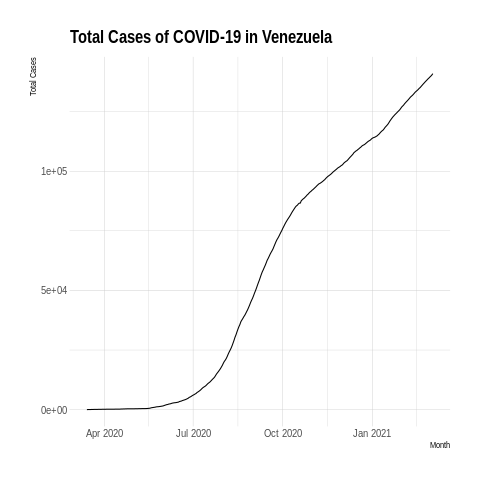 Total Cases of COVID-19 in Venezuela
Total Cases
1e+05
5e+04
0e+00
Apr 2020
Jul 2020
Oct 2020
Jan 2021
Month